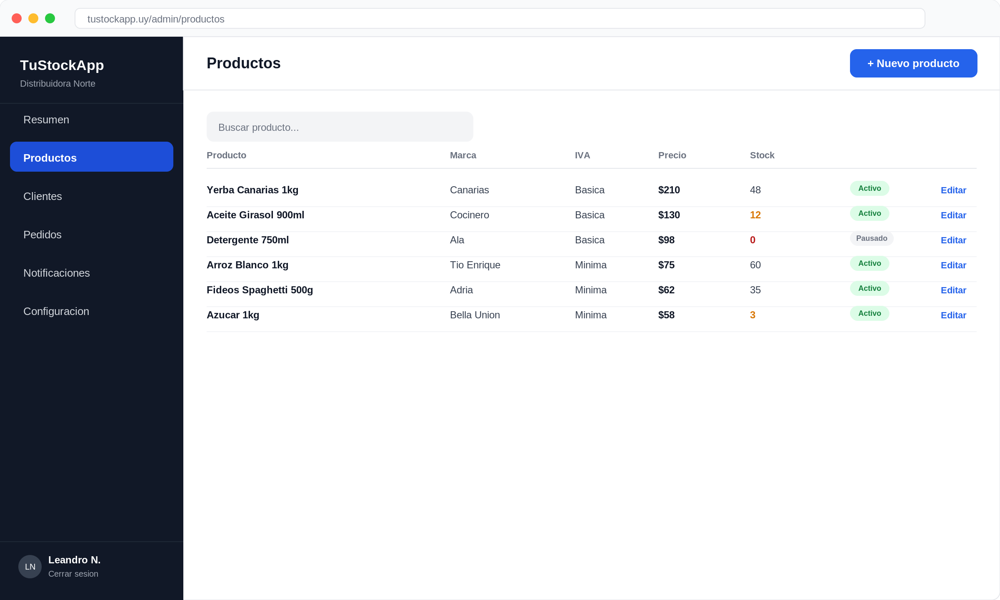 tustockapp.uy/admin/productos
TuStockApp
Distribuidora Norte
Resumen
Productos
Clientes
Pedidos
Notificaciones
Configuracion
LN
Leandro N.
Cerrar sesion
Productos
+ Nuevo producto
Buscar producto...
Producto Marca IVA Precio Stock
Yerba Canarias 1kg Canarias Basica $210 48 Activo Editar
Aceite Girasol 900ml Cocinero Basica $130 12 Activo Editar
Detergente 750ml Ala Basica $98 0 Pausado Editar
Arroz Blanco 1kg Tio Enrique Minima $75 60 Activo Editar
Fideos Spaghetti 500g Adria Minima $62 35 Activo Editar
Azucar 1kg Bella Union Minima $58 3 Activo Editar